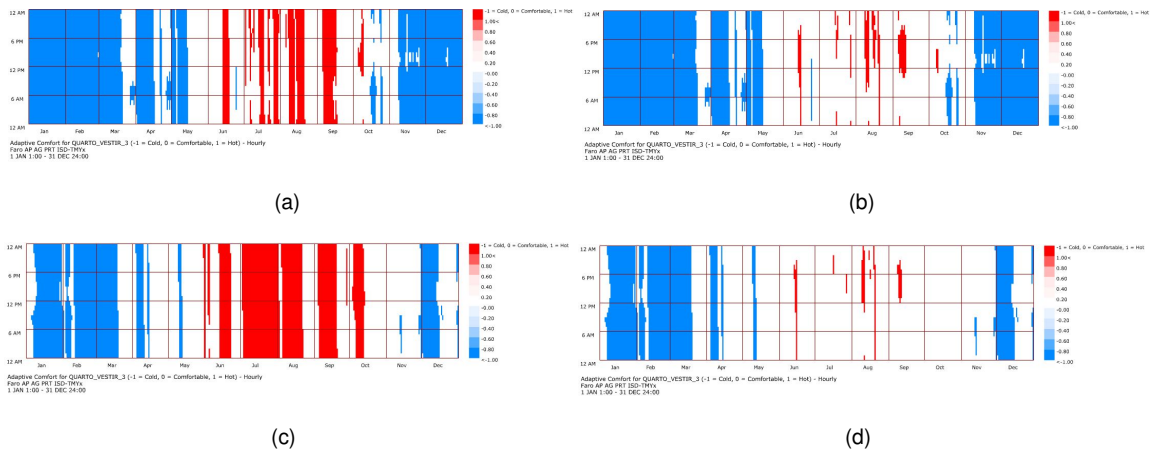 12 AM
6 PM
12 PM
6 AM
12 AM
Jan Feb Mar Apr May Jun Jul Aug Sep Oct Nov Dec
-1 = Cold, 0 = Comfortable, 1 = Hot
1.00<
0.80
0.60
0.40
0.20
-0.00
-0.20
-0.40
-0.60
-0.80
<-1.00
Adaptive Comfort for QUARTO_VESTIR_3 (-1 = Cold, 0 = Comfortable, 1 = Hot) - Hourly
Faro AP AG PRT ISD-TMYx
1 JAN 1:00 - 31 DEC 24:00
(a)
12 AM
6 PM
12 PM
6 AM
12 AM
Jan Feb Mar Apr May Jun Jul Aug Sep Oct Nov Dec
-1 = Cold, 0 = Comfortable, 1 = Hot
1.00<
0.80
0.60
0.40
0.20
-0.00
-0.20
-0.40
-0.60
-0.80
<-1.00
Adaptive Comfort for QUARTO_VESTIR_3 (-1 = Cold, 0 = Comfortable, 1 = Hot) - Hourly
Faro AP AG PRT ISD-TMYx
1 JAN 1:00 - 31 DEC 24:00
(b)
12 AM
6 PM
12 PM
6 AM
12 AM
Jan Feb Mar Apr May Jun Jul Aug Sep Oct Nov Dec
-1 = Cold, 0 = Comfortable, 1 = Hot
1.00<
0.80
0.60
0.40
0.20
-0.00
-0.20
-0.40
-0.60
-0.80
<-1.00
Adaptive Comfort for QUARTO_VESTIR_3 (-1 = Cold, 0 = Comfortable, 1 = Hot) - Hourly
Faro AP AG PRT ISD-TMYx
1 JAN 1:00 - 31 DEC 24:00
(c)
12 AM
6 PM
12 PM
6 AM
12 AM
Jan Feb Mar Apr May Jun Jul Aug Sep Oct Nov Dec
-1 = Cold, 0 = Comfortable, 1 = Hot
1.00<
0.80
0.60
0.40
0.20
-0.00
-0.20
-0.40
-0.60
-0.80
<-1.00
Adaptive Comfort for QUARTO_VESTIR_3 (-1 = Cold, 0 = Comfortable, 1 = Hot) - Hourly
Faro AP AG PRT ISD-TMYx
1 JAN 1:00 - 31 DEC 24:00
(d)